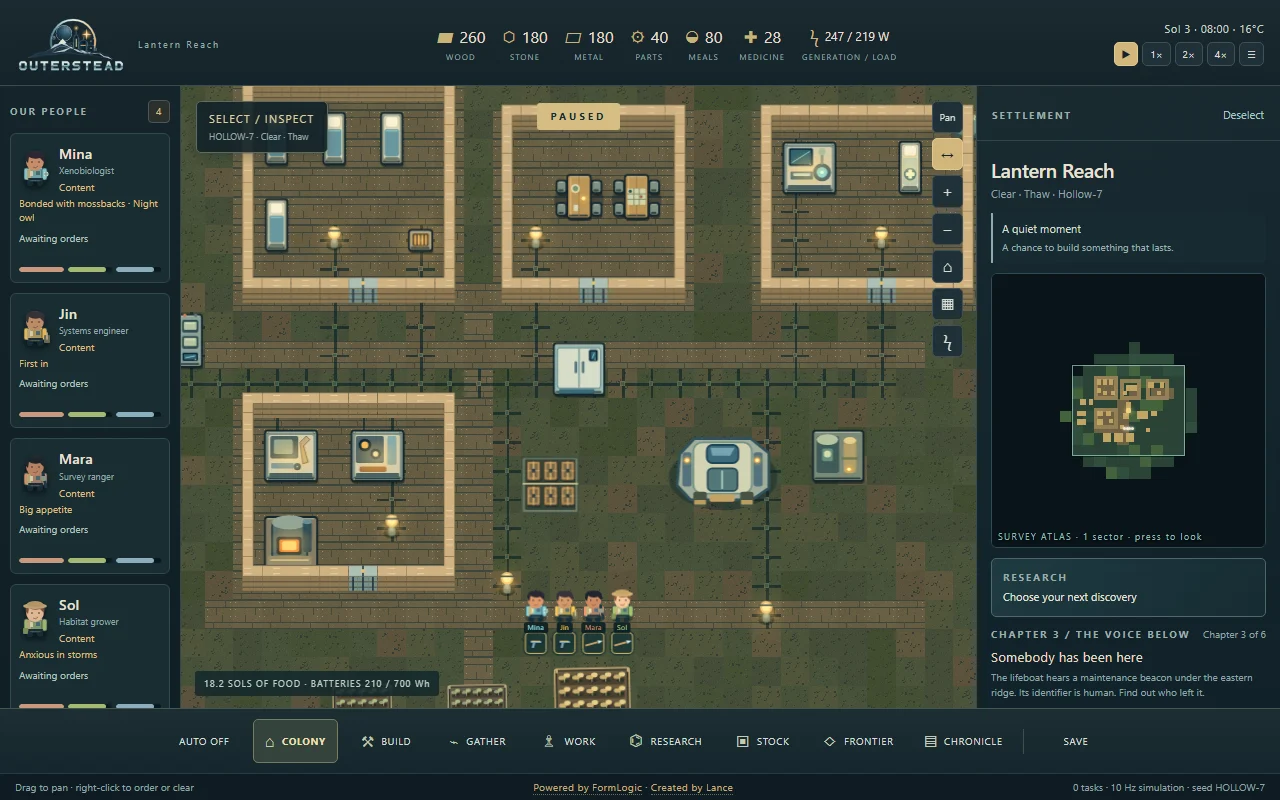 OUTERSTEAD
Lantern Reach
260
WOOD
180
STONE
180
METAL
40
PARTS
80
MEALS
28
MEDICINE
247 / 219 W
GENERATION / LOAD
Sol 3 · 08:00 · 16°C
1×
2×
4×
OUR PEOPLE
4
Mina
Xenobiologist
Content
Bonded with mossbacks · Night
owl
Awaiting orders
Jin
Systems engineer
Content
First in
Awaiting orders
Mara
Survey ranger
Content
Big appetite
Awaiting orders
Sol
Habitat grower
Content
Anxious in storms
Awaiting orders
SELECT / INSPECT
HOLLOW-7 · Clear · Thaw
PAUSED
Pan
Mina
Jin
Mara
Sol
18.2 SOLS OF FOOD · BATTERIES 210 / 700 Wh
SETTLEMENT
Deselect
Lantern Reach
Clear · Thaw · Hollow-7
A quiet moment
A chance to build something that lasts.
SURVEY ATLAS · 1 sector · press to look
RESEARCH
Choose your next discovery
CHAPTER 3 / THE VOICE BELOW
Chapter 3 of 6
Somebody has been here
The lifeboat hears a maintenance beacon under the eastern
ridge. Its identifier is human. Find out who left it.
AUTO OFF
COLONY
BUILD
GATHER
WORK
RESEARCH
STOCK
FRONTIER
CHRONICLE
SAVE
Drag to pan · right-click to order or clear
Powered by FormLogic · Created by Lance
0 tasks · 10 Hz simulation · seed HOLLOW-7